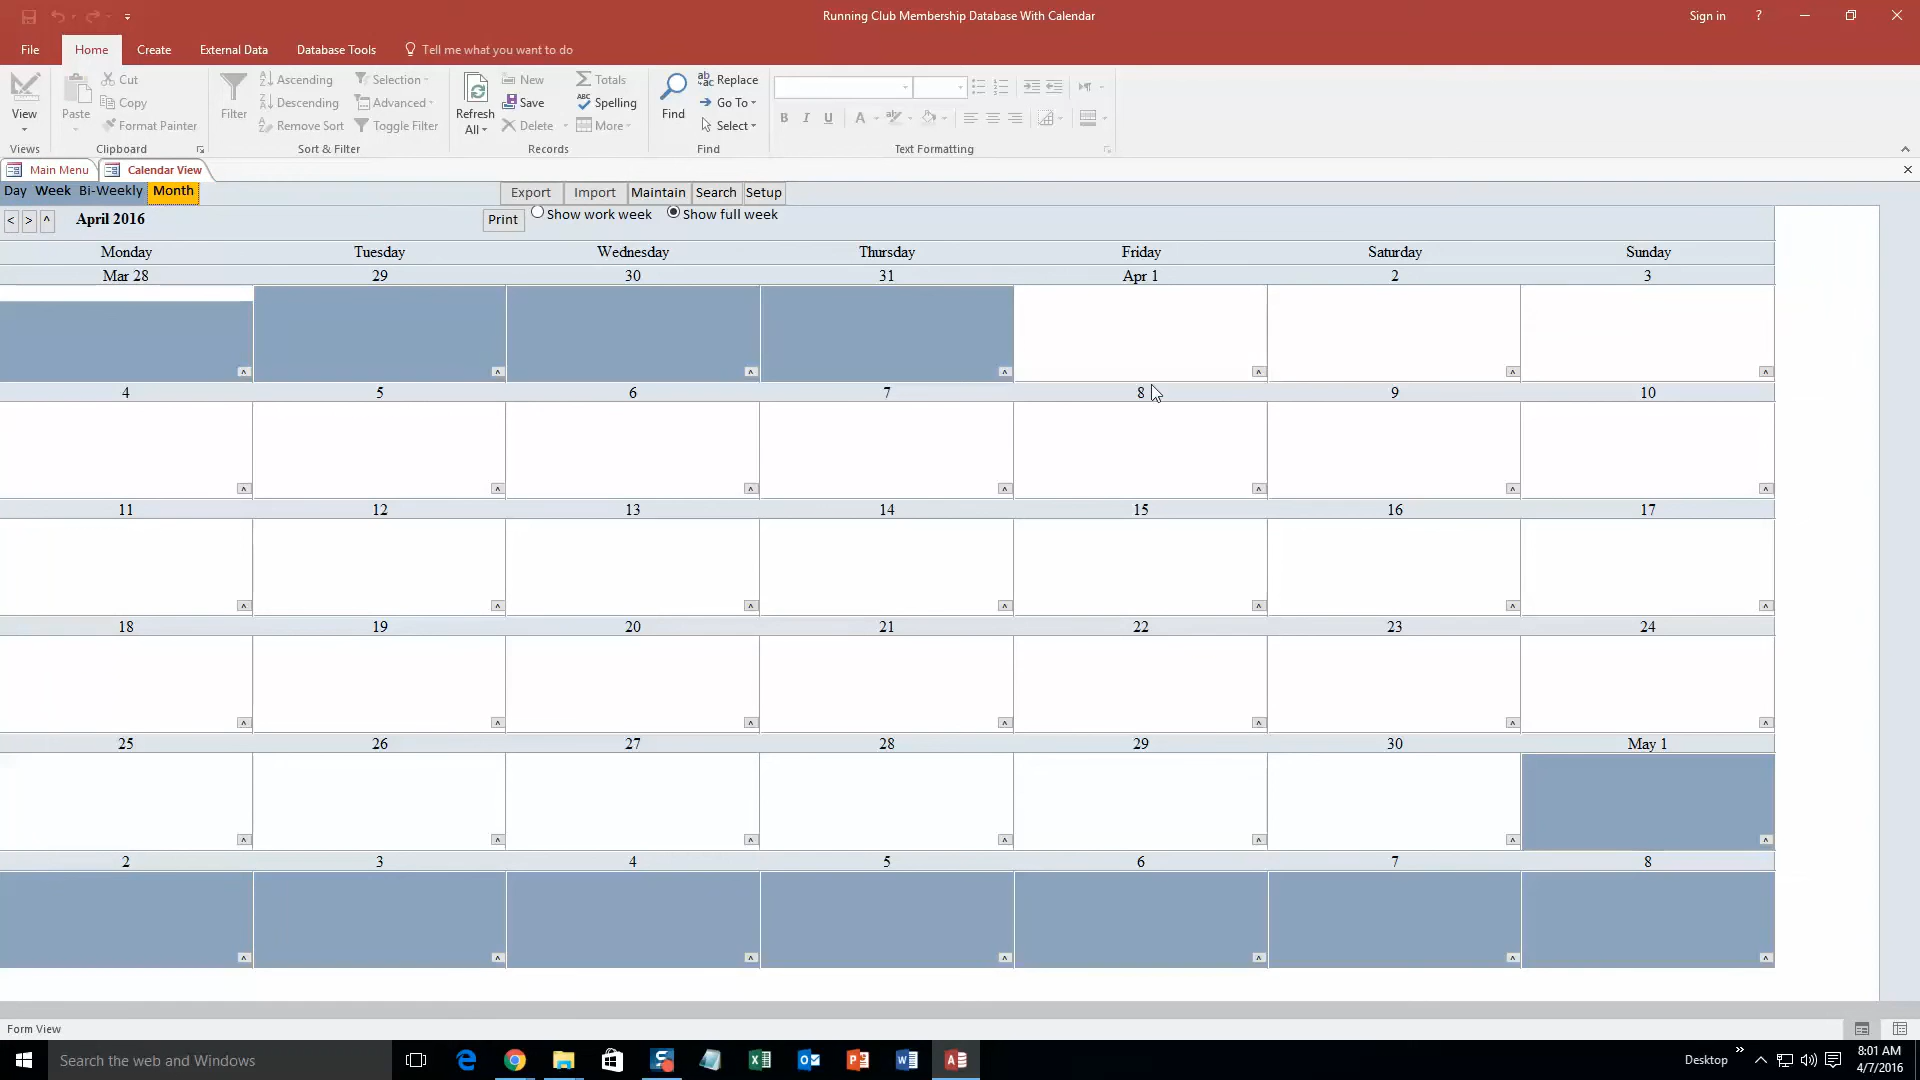 Running Club Membership Database With Calendar
Sign in ?
File Home Create External Data Database Tools Tell me what you want to do
View Paste Cut Copy Format Painter
Filter Ascending Descending Remove Sort Selection Advanced Toggle Filter
Refresh All New Save Delete Totals Spelling More
Find Replace Go To Select
B I U A
Views Clipboard Sort & Filter Records Find Text Formatting
Main Menu Calendar View
Day Week Bi-Weekly Month Export Import Maintain Search Setup
< > ^ April 2016 Print Show work week Show full week
Monday Tuesday Wednesday Thursday Friday Saturday Sunday
Mar 28 29 30 31 Apr 1 2 3
^ ^ ^ ^ ^ ^ ^
4 5 6 7 8 9 10
^ ^ ^ ^ ^ ^ ^
11 12 13 14 15 16 17
^ ^ ^ ^ ^ ^ ^
18 19 20 21 22 23 24
^ ^ ^ ^ ^ ^ ^
25 26 27 28 29 30 May 1
^ ^ ^ ^ ^ ^ ^
2 3 4 5 6 7 8
^ ^ ^ ^ ^ ^ ^
Form View
Search the web and Windows Desktop 8:01 AM
4/7/2016